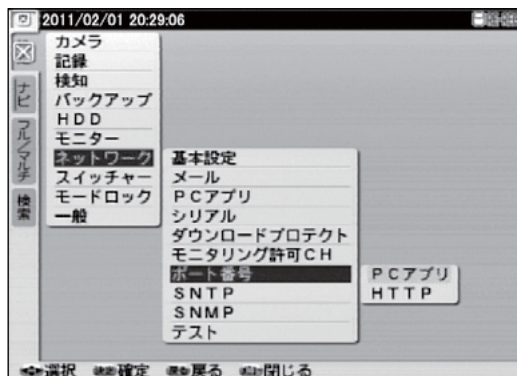 2011/02/01 20:29:06
カメラ
記録
検知
バックアップ
HDD
モニター
ネットワーク
スイッチャー
モードロック
一般
ナビ
フル/マルチ
検索
基本設定
メール
PCアプリ
シリアル
ダウンロードプロテクト
モニタリング許可CH
ポート番号
SNTP
SNMP
テスト
PCアプリ
HTTP
選択 確定 戻る 閉じる